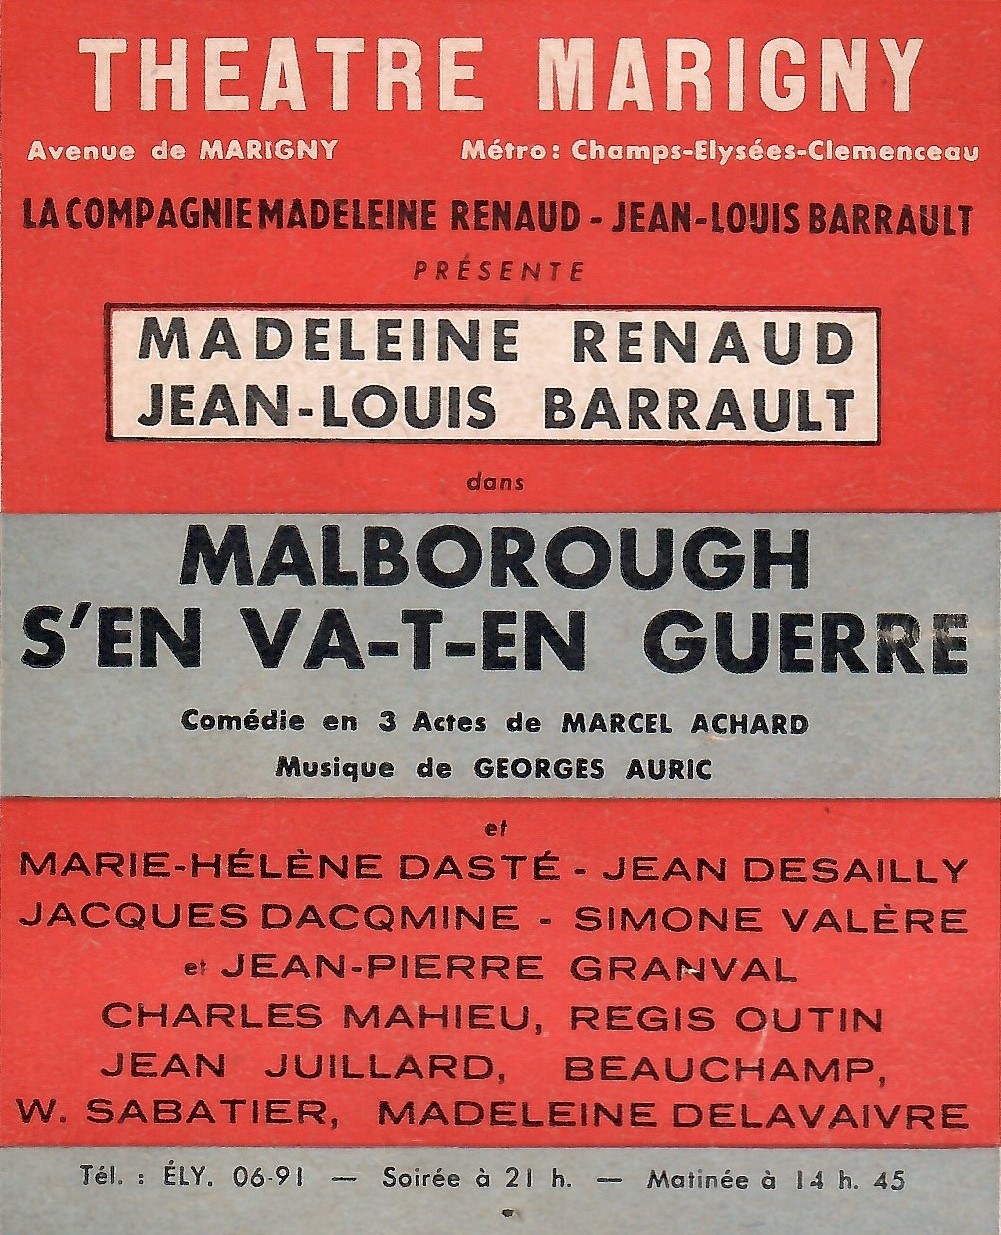 THEATRE MARIGNY
Avenue de MARIGNY Métro: Champs-Elysées-Clemenceau
LA COMPAGNIE MADELEINE RENAUD - JEAN-LOUIS BARRAULT
PRÉSENTE
MADELEINE RENAUD
JEAN-LOUIS BARRAULT
dans
MALBOROUGH
S'EN VA-T-EN GUERRE
Comédie en 3 Actes de MARCEL ACHARD
Musique de GEORGES AURIC
et
MARIE-HÉLÈNE DASTÉ - JEAN DESAILLY
JACQUES DACQMINE - SIMONE VALÈRE
et JEAN-PIERRE GRANVAL
CHARLES MAHIEU, REGIS OUTIN
JEAN JUILLARD, BEAUCHAMP,
W. SABATIER, MADELEINE DELAVAIVRE
Tél. : ÉLY. 06-91 — Soirée à 21 h. — Matinée à 14 h. 45